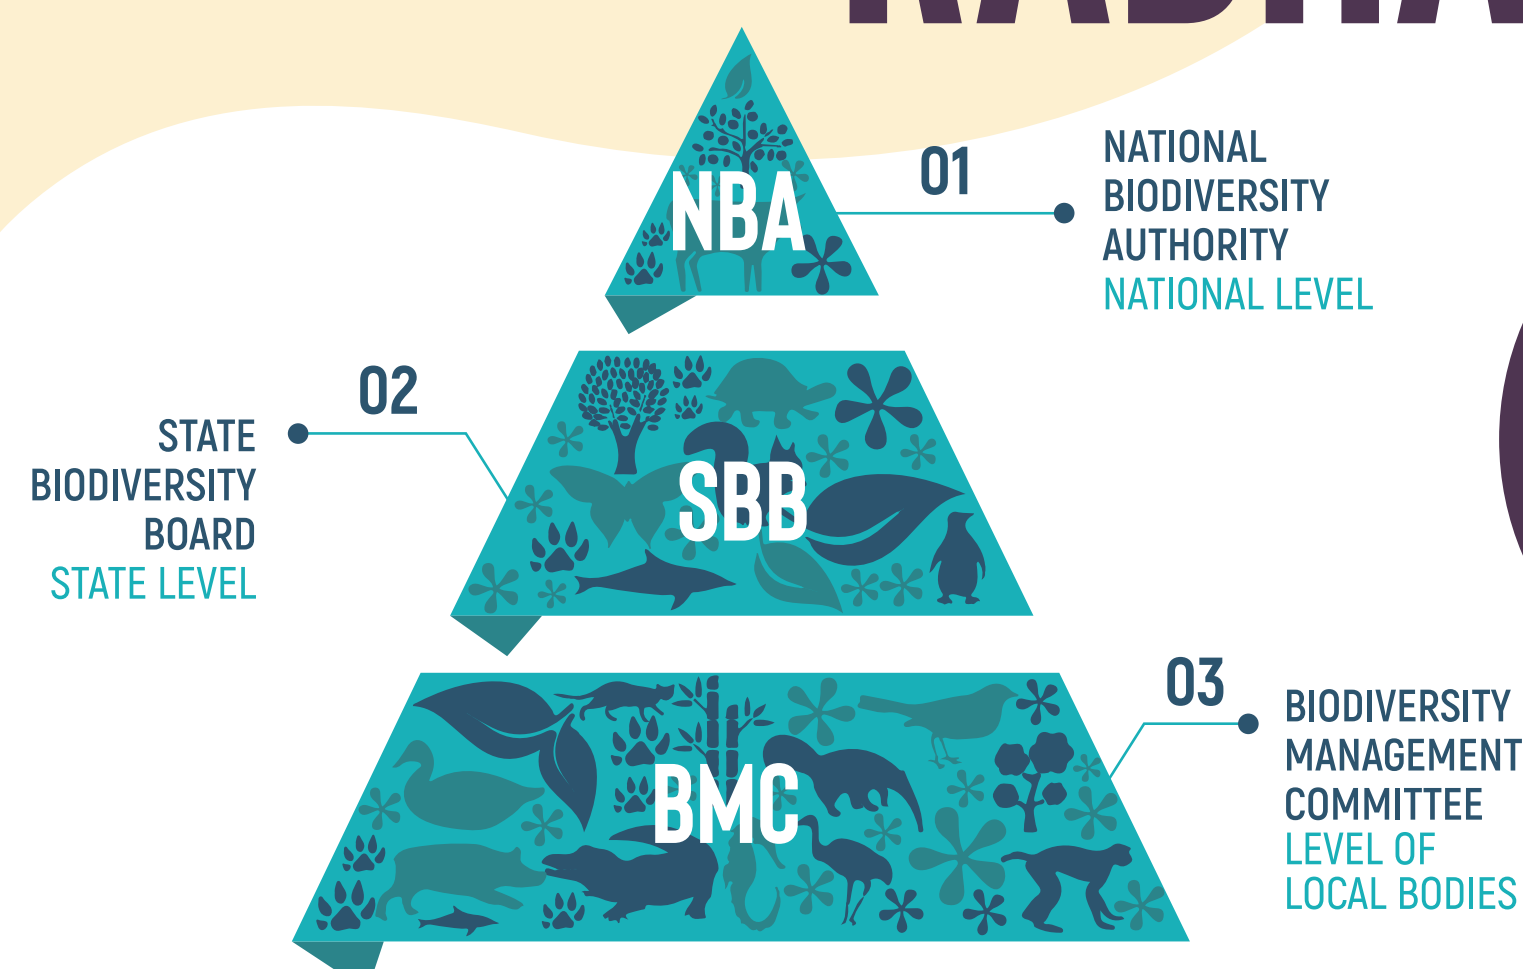 NBA
01
NATIONAL
BIODIVERSITY
AUTHORITY
NATIONAL LEVEL
02
STATE
BIODIVERSITY
BOARD
STATE LEVEL
SBB
03
BIODIVERSITY
MANAGEMENT
COMMITTEE
LEVEL OF
LOCAL BODIES
BMC